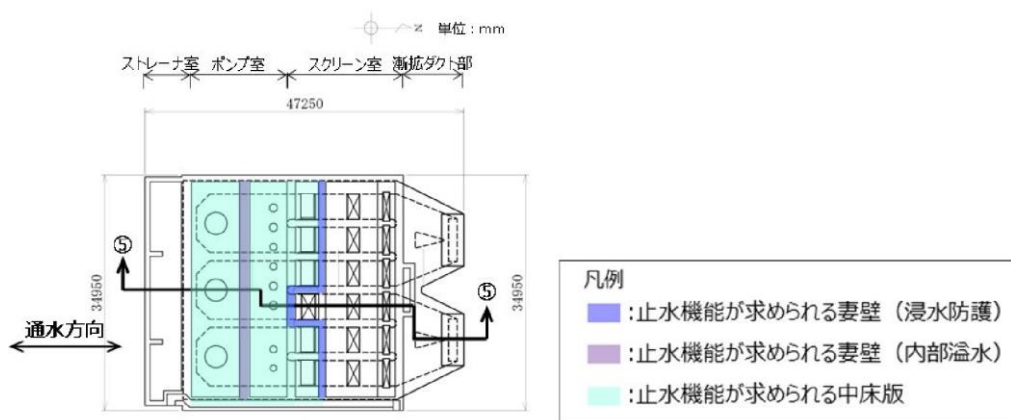 N 単位：mm
ストレーナ室 ポンプ室 スクリーン室 漸拡ダクト部
47250
⑤
34950
34950
⑤
通水方向
凡例
：止水機能が求められる妻壁（浸水防護）
：止水機能が求められる妻壁（内部溢水）
：止水機能が求められる中床版